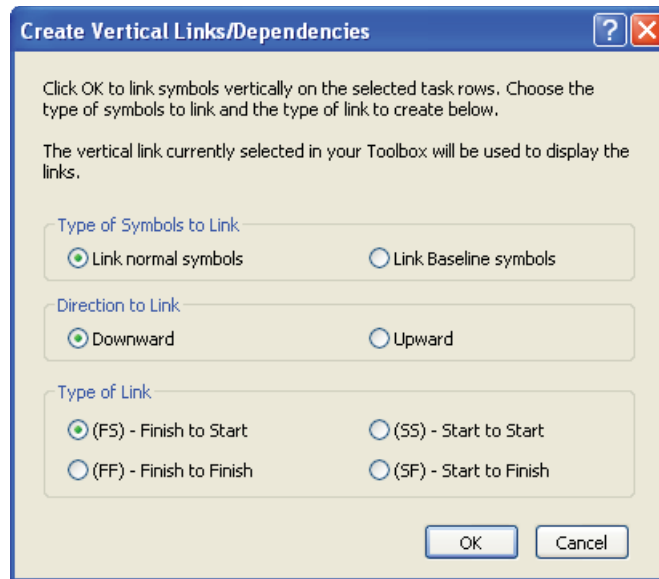 Create Vertical Links/Dependencies
Click OK to link symbols vertically on the selected task rows. Choose the
type of symbols to link and the type of link to create below.
The vertical link currently selected in your Toolbox will be used to display the
links.
Type of Symbols to Link
Link normal symbols
Link Baseline symbols
Direction to Link
Downward
Upward
Type of Link
(FS) - Finish to Start
(SS) - Start to Start
(FF) - Finish to Finish
(SF) - Start to Finish
OK
Cancel